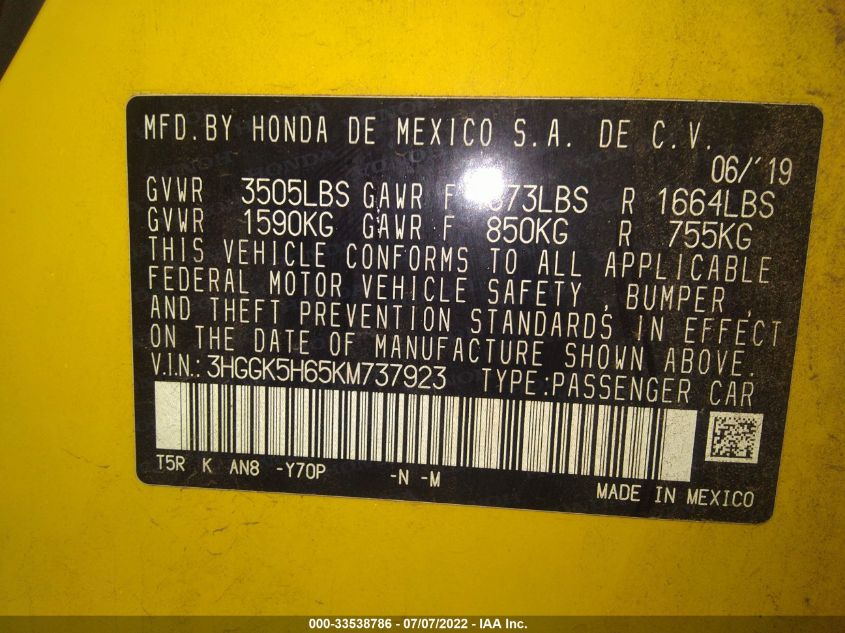 MFD.BY HONDA DE MEXICO S.A. DE C.V.
06/'19
GVWR 3505LBS GAWR F 873LBS R 1664LBS
GVWR 1590KG GAWR F 850KG R 755KG
THIS VEHICLE CONFORMS TO ALL APPLICABLE
FEDERAL MOTOR VEHICLE SAFETY , BUMPER ,
AND THEFT PREVENTION STANDARDS IN EFFECT
ON THE DATE OF MANUFACTURE SHOWN ABOVE.
V.I.N.: 3HGGK5H65KM737923 TYPE:PASSENGER CAR
T5R K AN8 -Y70P -N -M
MADE IN MEXICO
000-33538786 - 07/07/2022 - IAA Inc.